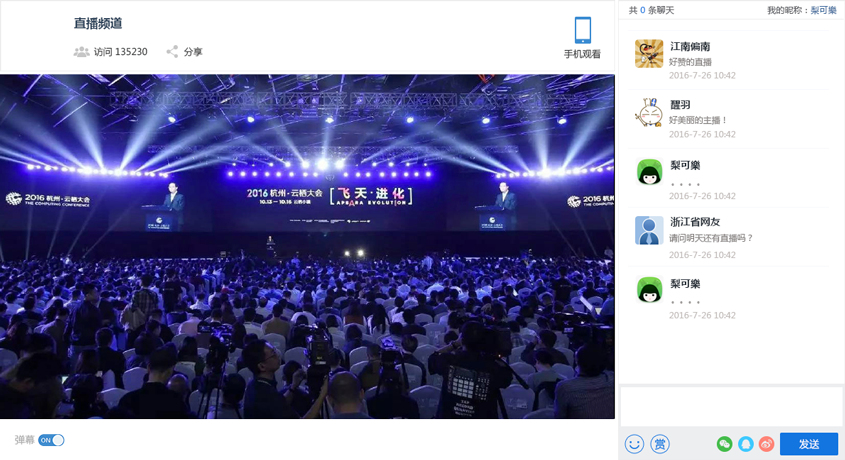 直播频道
访问 135230 分享
手机观看
2016 杭州·云栖大会
THE COMPUTING CONFERENCE
2016 杭州·云栖大会
10.13 — 10.16 云栖小镇
[飞天·进化]
APSARA EVOLUTION
2016 杭州·云栖
THE COMPUTING CON
弹幕 ON
共 0 条聊天 我的昵称：梨可樂
江南偏南
好赞的直播
2016-7-26 10:42
醒羽
好美丽的主播！
2016-7-26 10:42
梨可樂
. . . .
2016-7-26 10:42
浙江省网友
请问明天还有直播吗？
2016-7-26 10:42
梨可樂
. . . .
2016-7-26 10:42
赏 发送